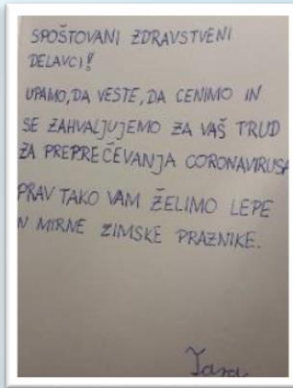 SPOŠTOVANI ZDRAVSTVENI
DELAVCI!
UPAMO, DA VESTE, DA CENIMO IN
SE ZAHVALJUJEMO ZA VAŠ TRUD
ZA PREPREČEVANJA CORONAVIRUSA
PRAV TAKO VAM ŽELIMO LEPE
N MIRNE ZIMSKE PRAZNIKE.
Jara